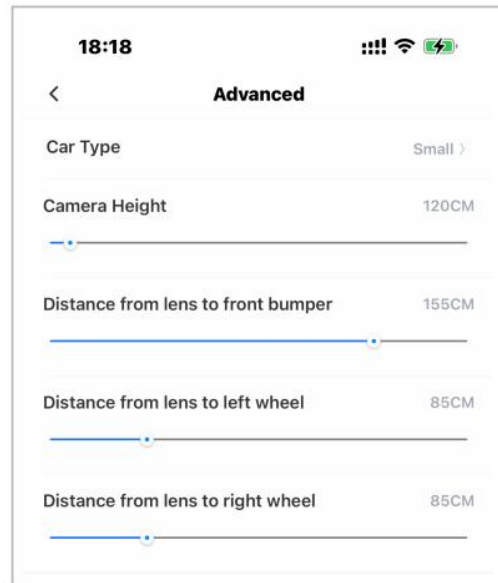 18:18
Advanced
Car Type
Small
Camera Height
120CM
Distance from lens to front bumper
155CM
Distance from lens to left wheel
85CM
Distance from lens to right wheel
85CM